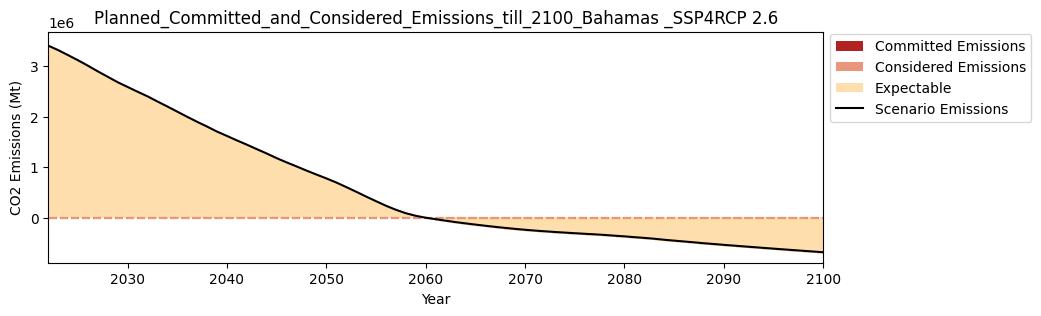 Planned_Committed_and_Considered_Emissions_till_2100_Bahamas _SSP4RCP 2.6
1e6
3
2
1
0
CO2 Emissions (Mt)
2030 2040 2050 2060 2070 2080 2090 2100
Year
Committed Emissions
Considered Emissions
Expectable
Scenario Emissions